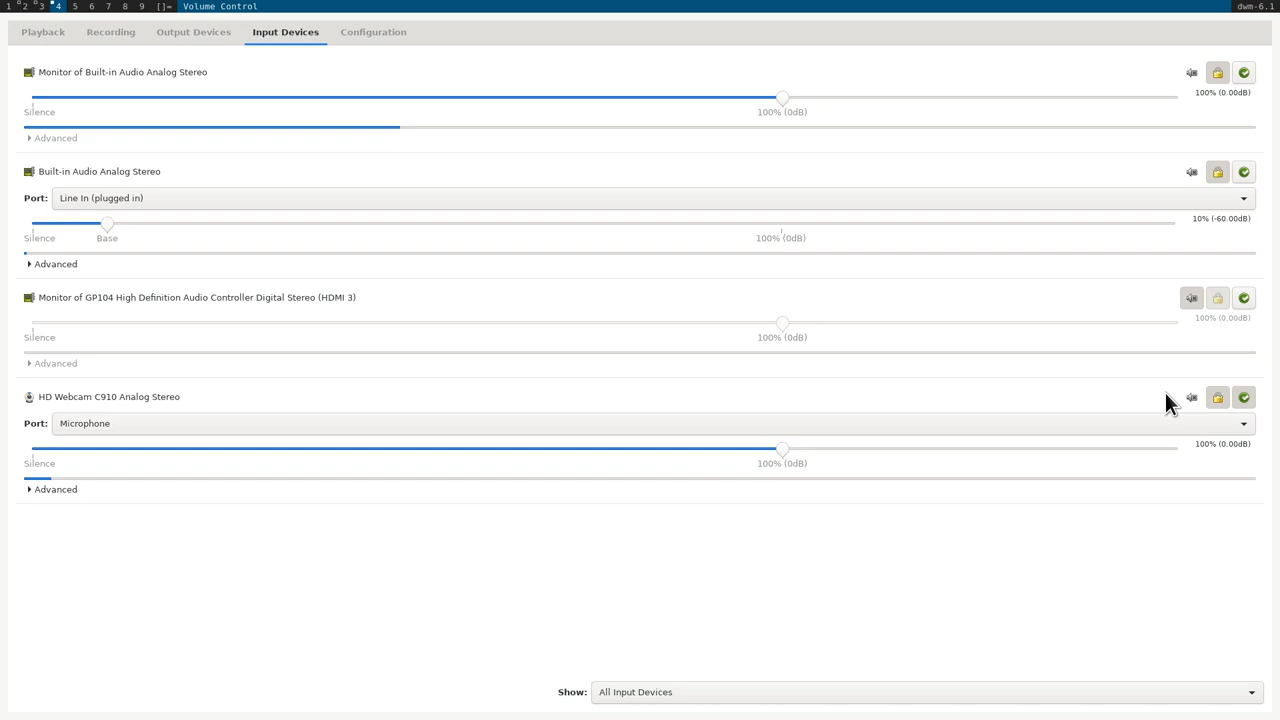 1 2 3 4 5 6 7 8 9 []= Volume Control dwm-6.1
Playback Recording Output Devices Input Devices Configuration
Monitor of Built-in Audio Analog Stereo
100% (0.00dB)
Silence 100% (0dB)
Advanced
Built-in Audio Analog Stereo
Port: Line In (plugged in)
10% (-60.00dB)
Silence Base 100% (0dB)
Advanced
Monitor of GP104 High Definition Audio Controller Digital Stereo (HDMI 3)
100% (0.00dB)
Silence 100% (0dB)
Advanced
HD Webcam C910 Analog Stereo
Port: Microphone
100% (0.00dB)
Silence 100% (0dB)
Advanced
Show: All Input Devices